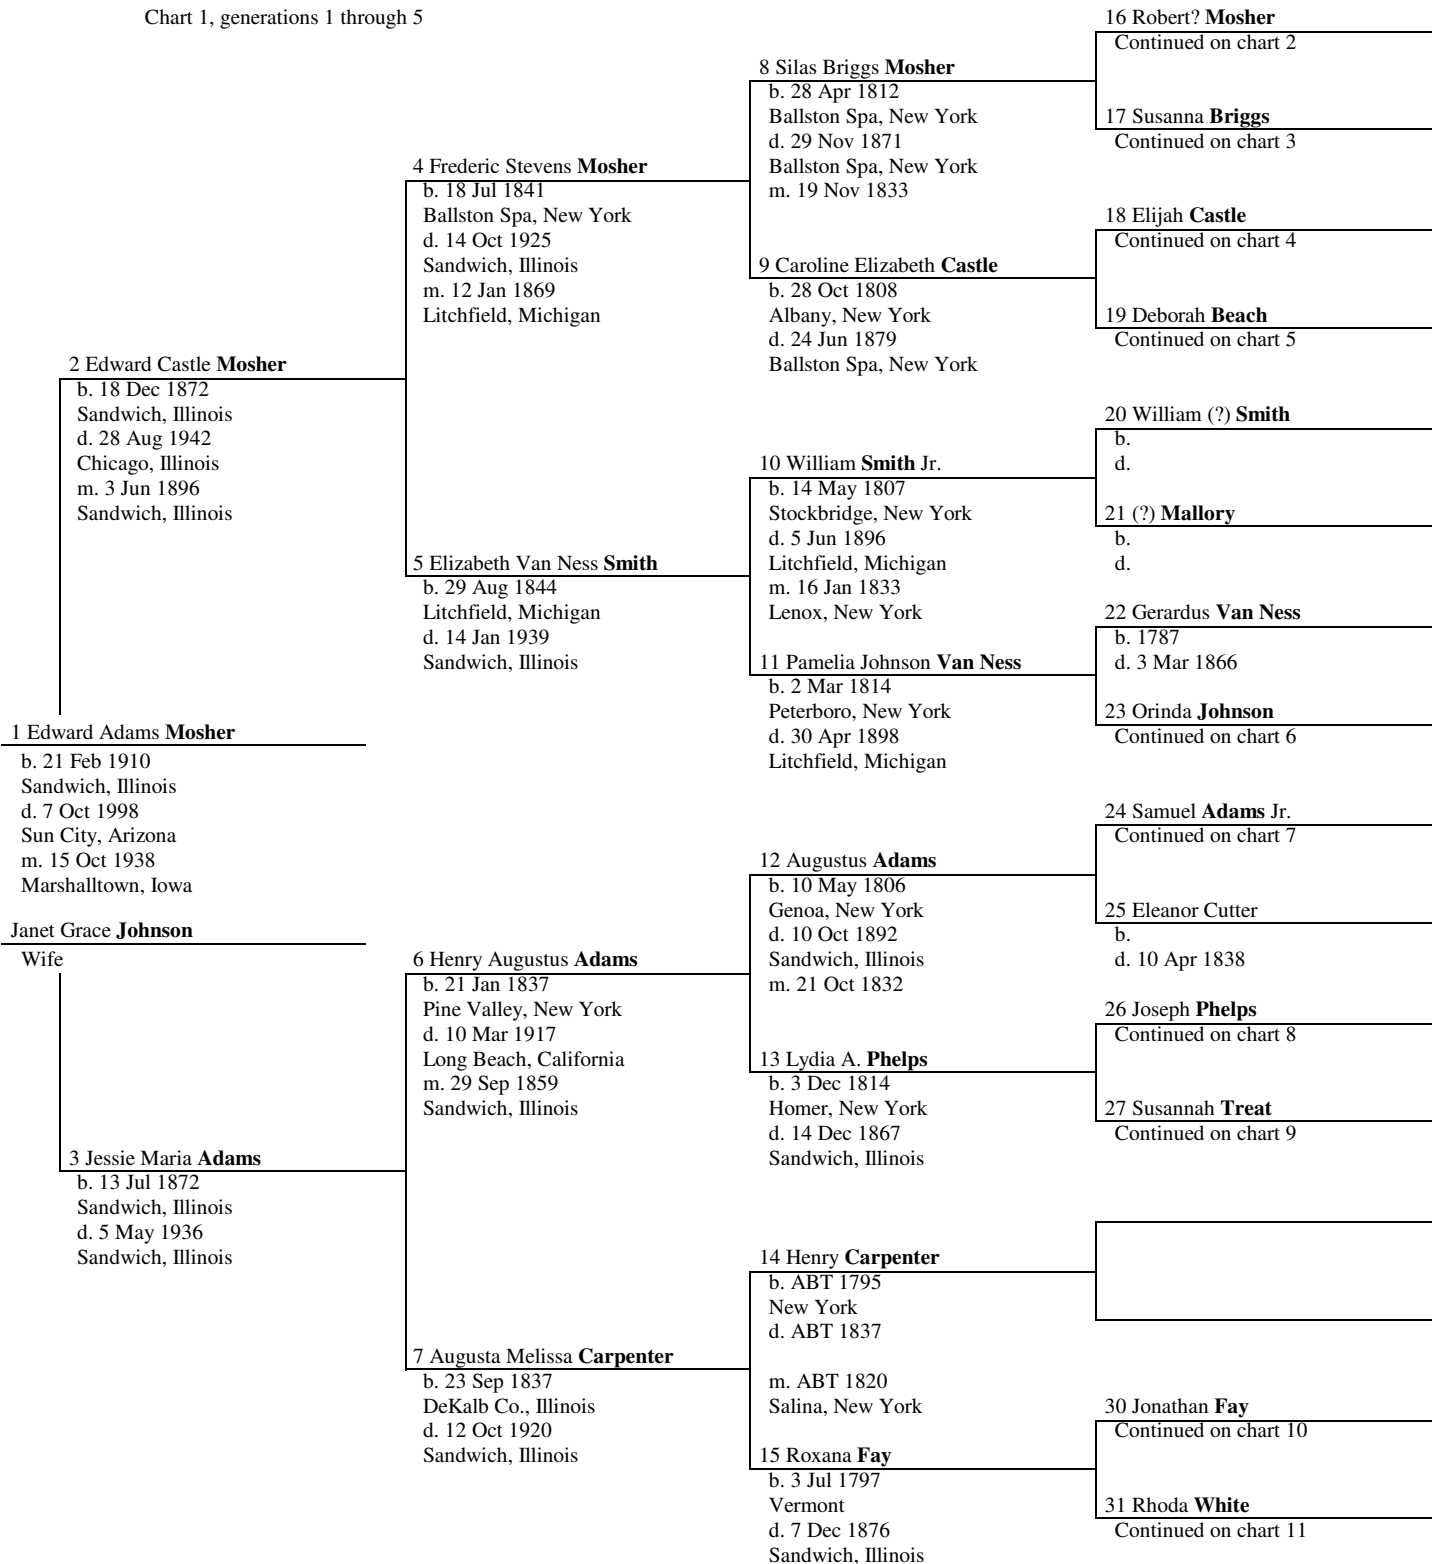 Chart 1, generations 1 through 5
1 Edward Adams Mosher
b. 21 Feb 1910
Sandwich, Illinois
d. 7 Oct 1998
Sun City, Arizona
m. 15 Oct 1938
Marshalltown, Iowa
Janet Grace Johnson
Wife
2 Edward Castle Mosher
b. 18 Dec 1872
Sandwich, Illinois
d. 28 Aug 1942
Chicago, Illinois
m. 3 Jun 1896
Sandwich, Illinois
3 Jessie Maria Adams
b. 13 Jul 1872
Sandwich, Illinois
d. 5 May 1936
Sandwich, Illinois
4 Frederic Stevens Mosher
b. 18 Jul 1841
Ballston Spa, New York
d. 14 Oct 1925
Sandwich, Illinois
m. 12 Jan 1869
Litchfield, Michigan
5 Elizabeth Van Ness Smith
b. 29 Aug 1844
Litchfield, Michigan
d. 14 Jan 1939
Sandwich, Illinois
6 Henry Augustus Adams
b. 21 Jan 1837
Pine Valley, New York
d. 10 Mar 1917
Long Beach, California
m. 29 Sep 1859
Sandwich, Illinois
7 Augusta Melissa Carpenter
b. 23 Sep 1837
DeKalb Co., Illinois
d. 12 Oct 1920
Sandwich, Illinois
8 Silas Briggs Mosher
b. 28 Apr 1812
Ballston Spa, New York
d. 29 Nov 1871
Ballston Spa, New York
m. 19 Nov 1833
9 Caroline Elizabeth Castle
b. 28 Oct 1808
Albany, New York
d. 24 Jun 1879
Ballston Spa, New York
10 William Smith Jr.
b. 14 May 1807
Stockbridge, New York
d. 5 Jun 1896
Litchfield, Michigan
m. 16 Jan 1833
Lenox, New York
11 Pamelia Johnson Van Ness
b. 2 Mar 1814
Peterboro, New York
d. 30 Apr 1898
Litchfield, Michigan
12 Augustus Adams
b. 10 May 1806
Genoa, New York
d. 10 Oct 1892
Sandwich, Illinois
m. 21 Oct 1832
13 Lydia A. Phelps
b. 3 Dec 1814
Homer, New York
d. 14 Dec 1867
Sandwich, Illinois
14 Henry Carpenter
b. ABT 1795
New York
d. ABT 1837
m. ABT 1820
Salina, New York
15 Roxana Fay
b. 3 Jul 1797
Vermont
d. 7 Dec 1876
Sandwich, Illinois
16 Robert? Mosher
Continued on chart 2
17 Susanna Briggs
Continued on chart 3
18 Elijah Castle
Continued on chart 4
19 Deborah Beach
Continued on chart 5
20 William (?) Smith
b.
d.
21 (?) Mallory
b.
d.
22 Gerardus Van Ness
b. 1787
d. 3 Mar 1866
23 Orinda Johnson
Continued on chart 6
24 Samuel Adams Jr.
Continued on chart 7
25 Eleanor Cutter
b.
d. 10 Apr 1838
26 Joseph Phelps
Continued on chart 8
27 Susannah Treat
Continued on chart 9
30 Jonathan Fay
Continued on chart 10
31 Rhoda White
Continued on chart 11